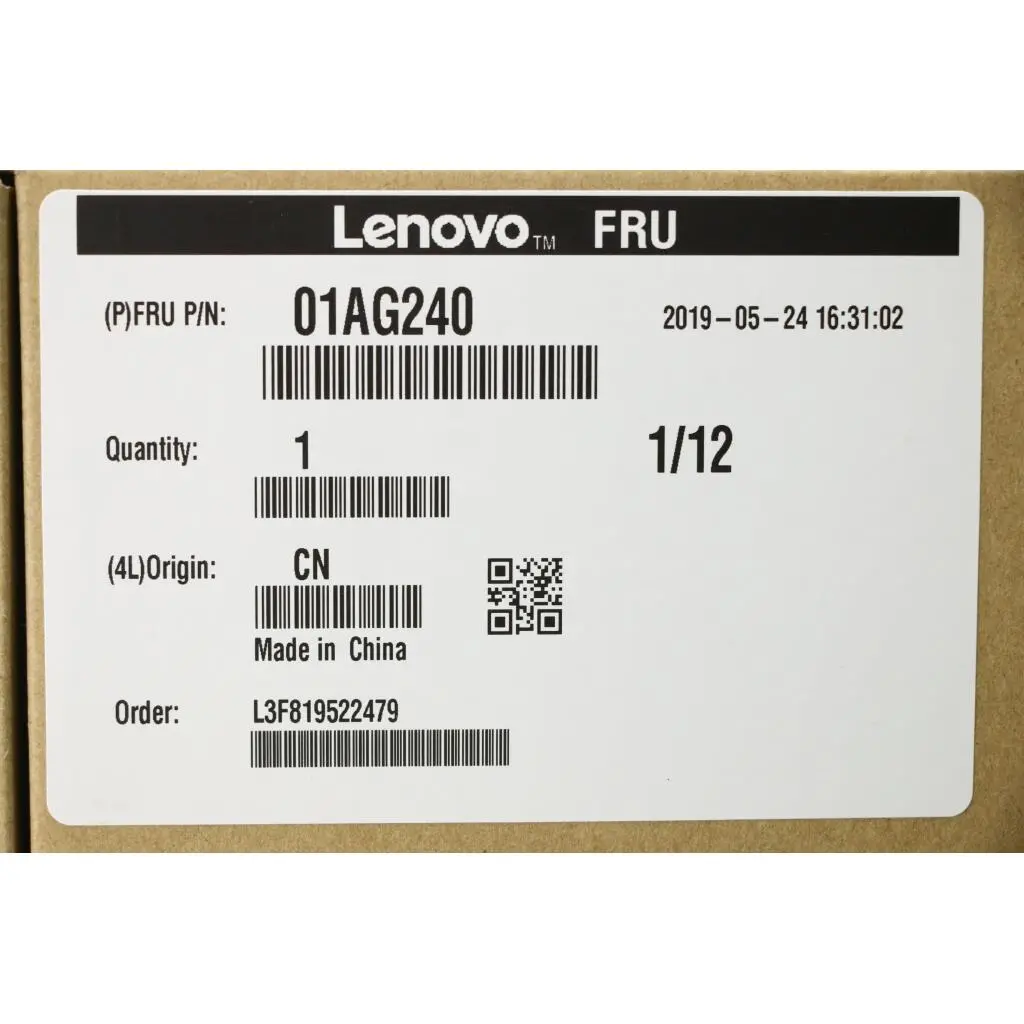 Lenovo™ FRU
(P)FRU P/N: 01AG240 2019-05-24 16:31:02
Quantity: 1 1/12
(4L)Origin: CN
Made in China
Order: L3F819522479